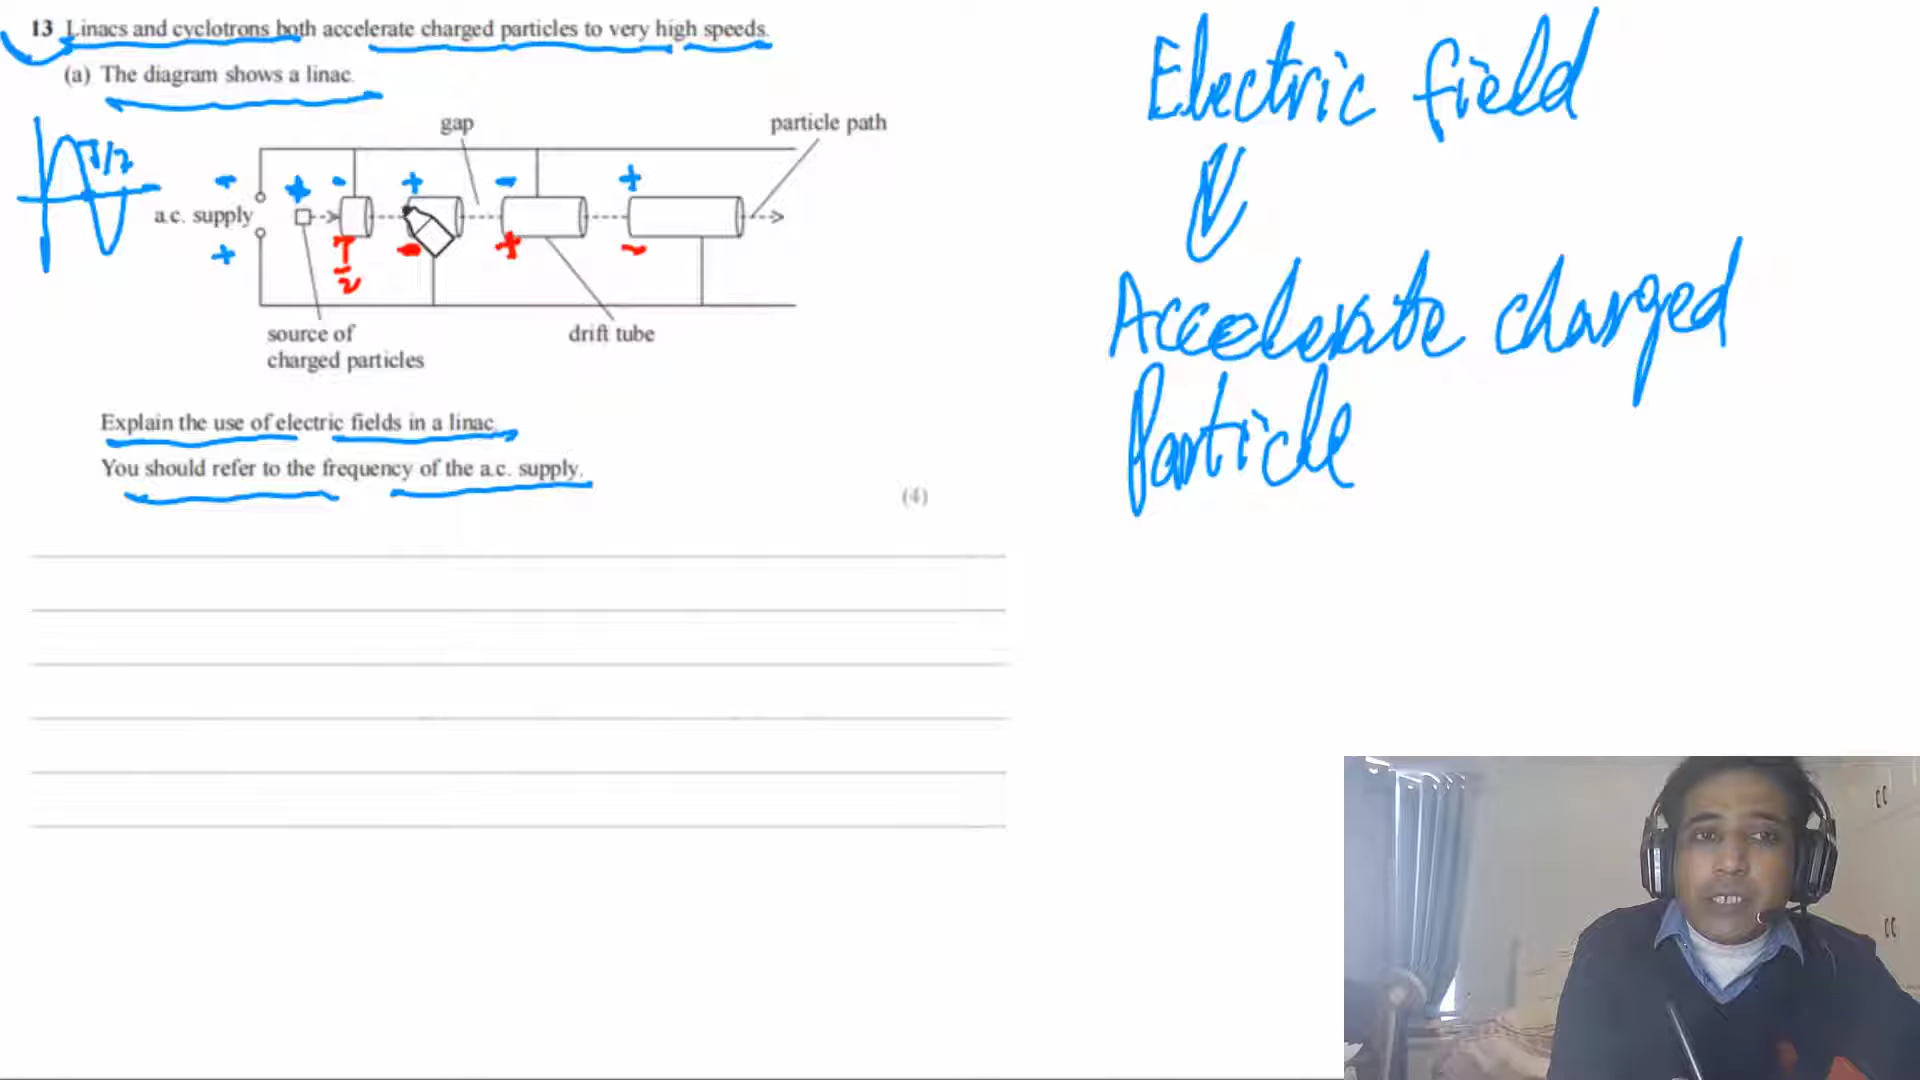 13 Linacs and cyclotrons both accelerate charged particles to very high speeds.
(a) The diagram shows a linac.
gap
particle path
T/2
- + - + - +
a.c. supply
+
T/2 - + -
source of
charged particles
drift tube
Explain the use of electric fields in a linac.
You should refer to the frequency of the a.c. supply.
(4)
Electric field
Accelerate charged
Particle